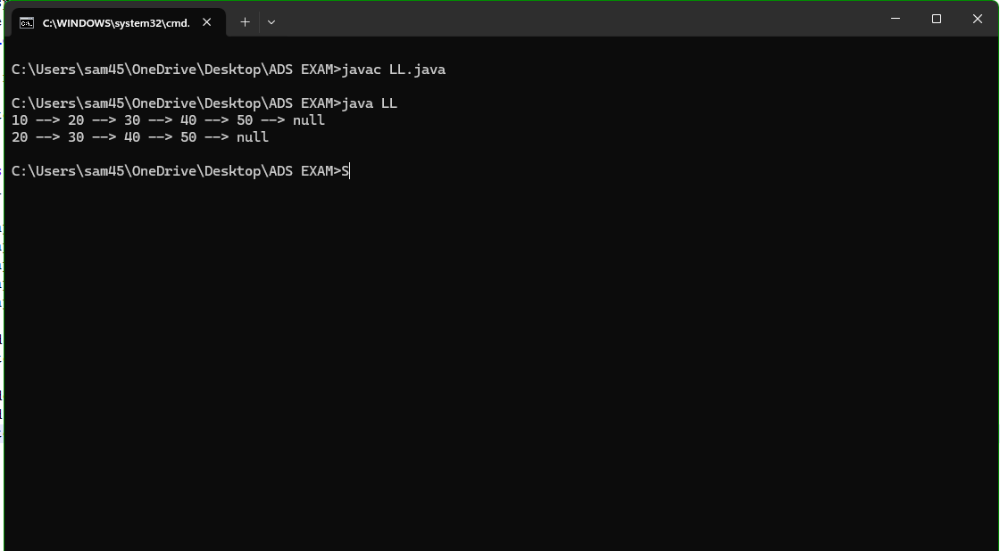 C:\WINDOWS\system32\cmd.
C:\Users\sam45\OneDrive\Desktop\ADS EXAM>javac LL.java
C:\Users\sam45\OneDrive\Desktop\ADS EXAM>java LL
10 --> 20 --> 30 --> 40 --> 50 --> null
20 --> 30 --> 40 --> 50 --> null
C:\Users\sam45\OneDrive\Desktop\ADS EXAM>S